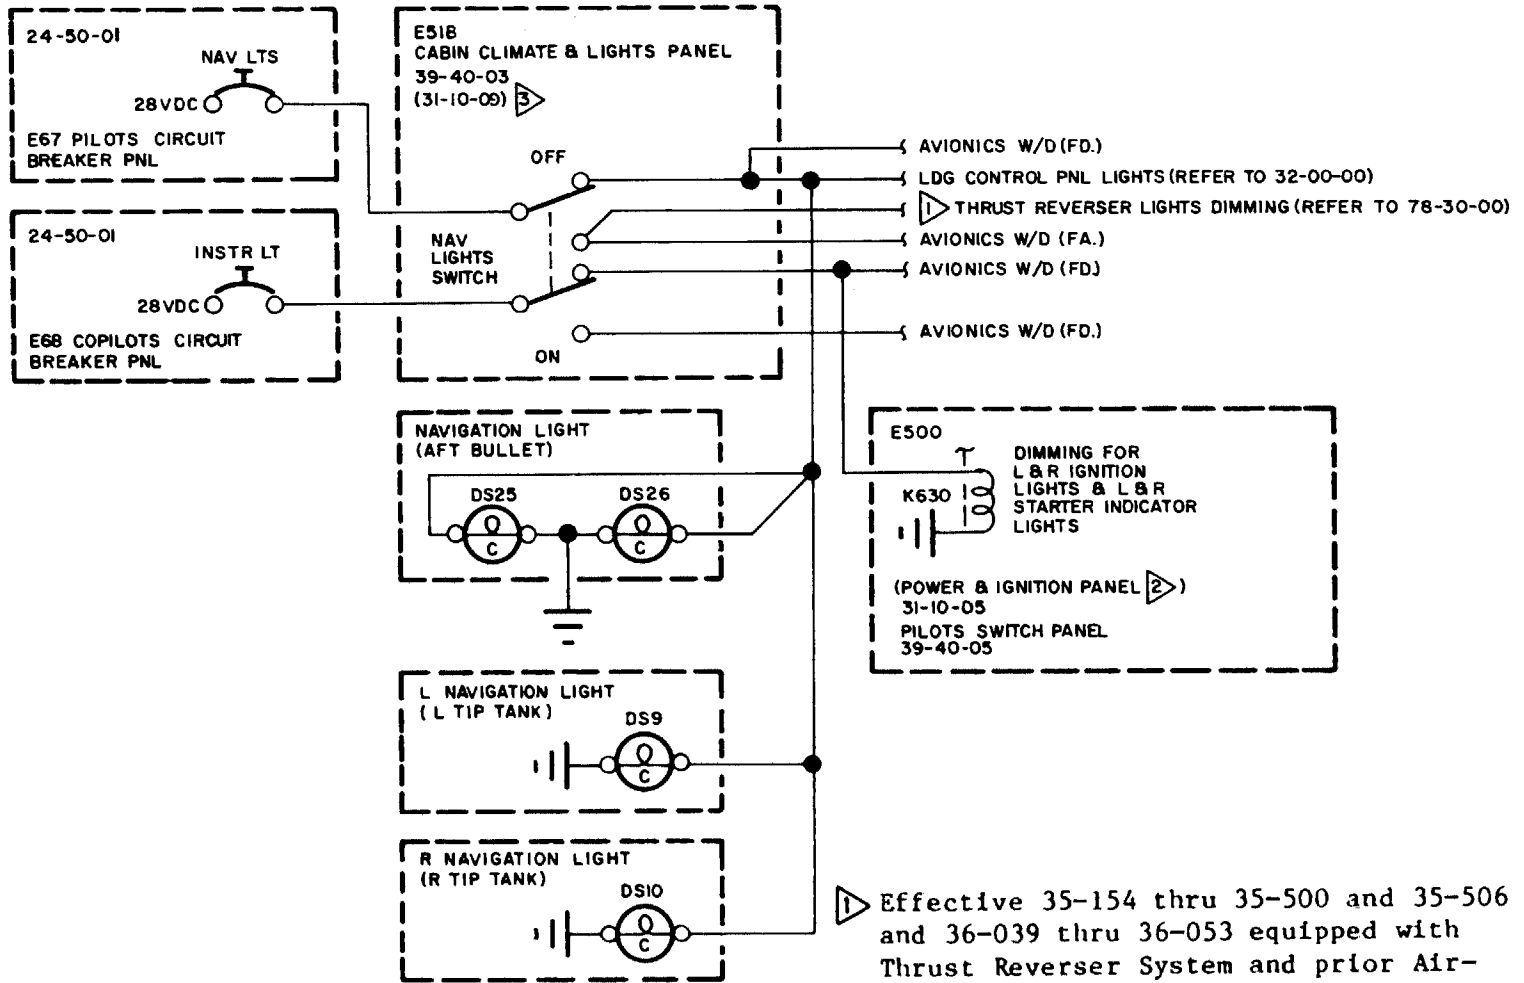 24-50-01
NAV LTS
28VDC
E67 PILOTS CIRCUIT
BREAKER PNL
24-50-01
INSTR LT
28VDC
E68 COPILOTS CIRCUIT
BREAKER PNL
E518
CABIN CLIMATE & LIGHTS PANEL
39-40-03
(31-10-09) 3
OFF
NAV
LIGHTS
SWITCH
ON
AVIONICS W/D (FD.)
LDG CONTROL PNL LIGHTS (REFER TO 32-00-00)
1 THRUST REVERSER LIGHTS DIMMING (REFER TO 78-30-00)
AVIONICS W/D (FA.)
AVIONICS W/D (FD.)
AVIONICS W/D (FD.)
NAVIGATION LIGHT
(AFT BULLET)
DS25
DS26
C
C
E500
K630
DIMMING FOR
L & R IGNITION
LIGHTS & L & R
STARTER INDICATOR
LIGHTS
(POWER & IGNITION PANEL 2 )
31-10-05
PILOTS SWITCH PANEL
39-40-05
L NAVIGATION LIGHT
( L TIP TANK)
DS9
C
R NAVIGATION LIGHT
(R TIP TANK)
DS10
C
1 Effective 35-154 thru 35-500 and 35-506
and 36-039 thru 36-053 equipped with
Thrust Reverser System and prior Air-